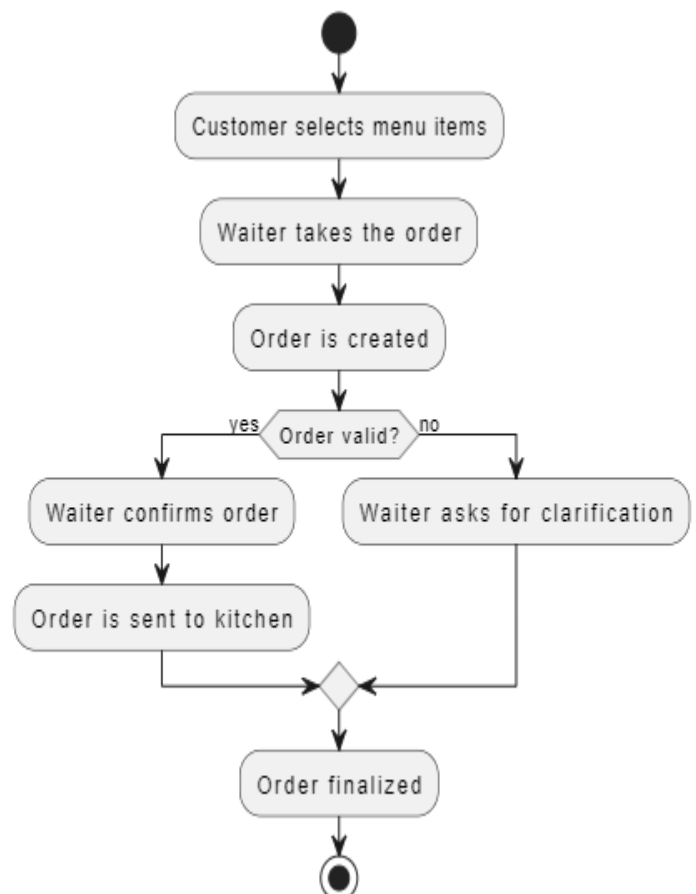 Customer selects menu items
Waiter takes the order
Order is created
yes
Order valid?
no
Waiter confirms order
Waiter asks for clarification
Order is sent to kitchen
Order finalized